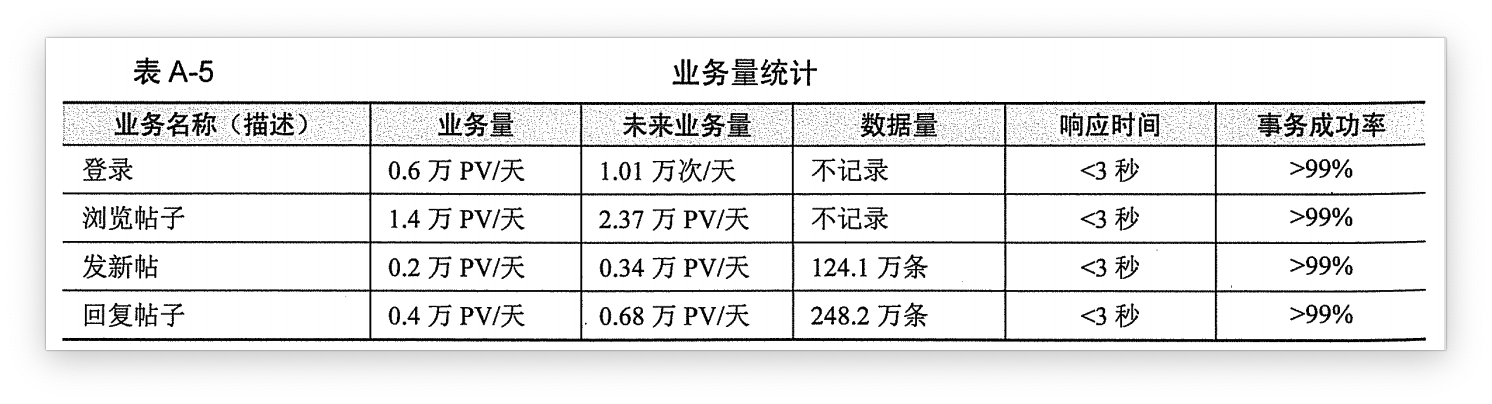 表 A-5 业务量统计
业务名称（描述） 业务量 未来业务量 数据量 响应时间 事务成功率
登录 0.6 万 PV/天 1.01 万次/天 不记录 <3 秒 >99%
浏览帖子 1.4 万 PV/天 2.37 万 PV/天 不记录 <3 秒 >99%
发新帖 0.2 万 PV/天 0.34 万 PV/天 124.1 万条 <3 秒 >99%
回复帖子 0.4 万 PV/天 0.68 万 PV/天 248.2 万条 <3 秒 >99%